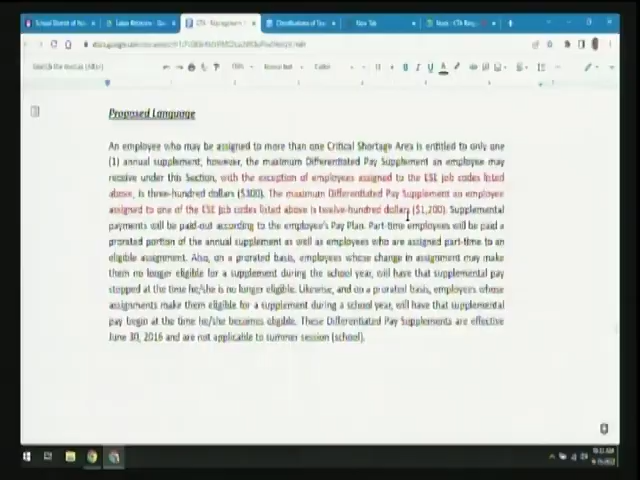 School District of
Labor Relations -
CTA - Management
New Tab
Proposed Language
An employee who may be assigned to more than one Critical Shortage Area is entitled to only one
(1) annual supplement, however, the maximum Differentiated Pay Supplement an employee may
receive under this Section, with the exception of employees assigned to the ESE job codes listed
above, is three-hundred dollars ($300). The maximum Differentiated Pay Supplement an employee
assigned to one of the ESE job codes listed above is twelve-hundred dollars ($1,200). Supplemental
payments will be paid-out according to the employee's Pay Plan. Part-time employees will be paid a
prorated portion of the annual supplement as well as employees who are assigned part-time to an
eligible assignment. Also, on a prorated basis, employees whose change in assignment may make
them no longer eligible for a supplement during the school year, will have that supplemental pay
stopped at the time he/she is no longer eligible. Likewise, and on a prorated basis, employees whose
assignments make them eligible for a supplement during a school year, will have that supplemental
pay begin at the time he/she becomes eligible. These Differentiated Pay Supplements are effective
June 30, 2016 and are not applicable to summer session (school).